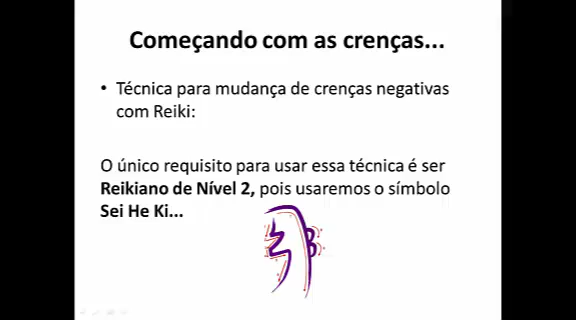 Começando com as crenças...
• Técnica para mudança de crenças negativas
com Reiki:
O único requisito para usar essa técnica é ser
Reikiano de Nível 2, pois usaremos o símbolo
Sei He Ki...